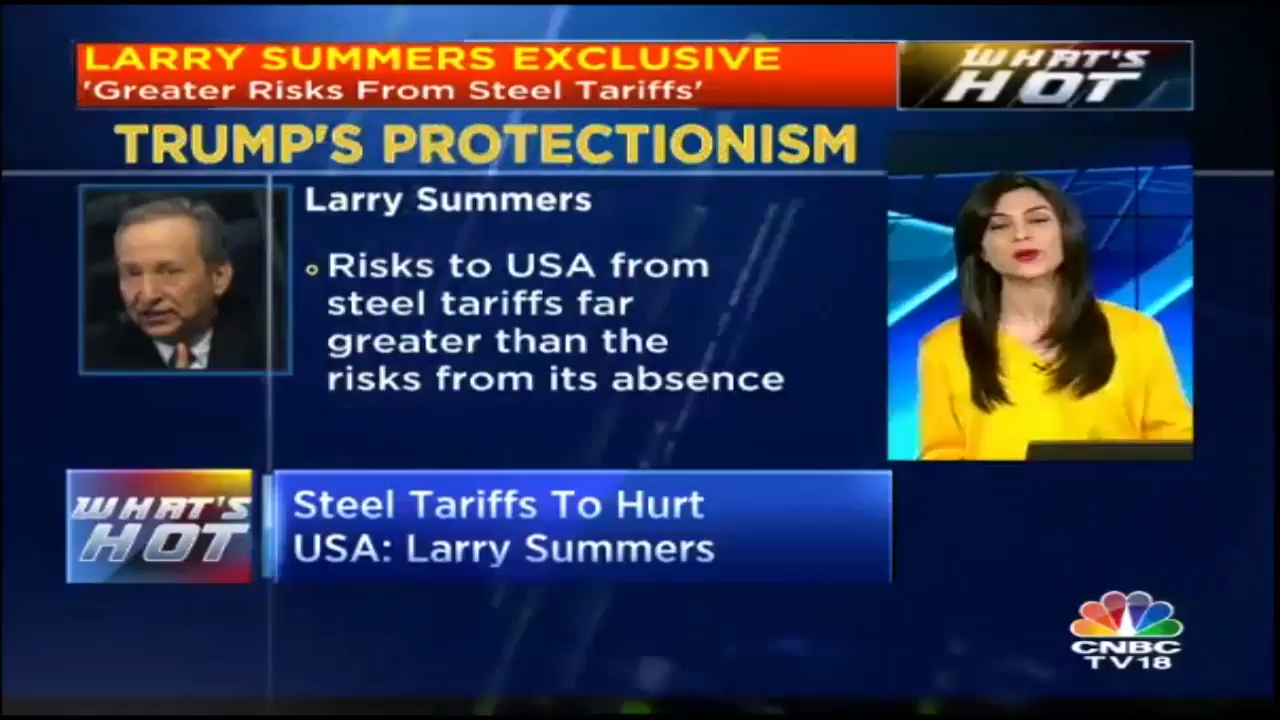 LARRY SUMMERS EXCLUSIVE
'Greater Risks From Steel Tariffs'
WHAT'S
HOT
TRUMP'S PROTECTIONISM
Larry Summers
Risks to USA from
steel tariffs far
greater than the
risks from its absence
WHAT'S
HOT
Steel Tariffs To Hurt
USA: Larry Summers
CNBC
TV18